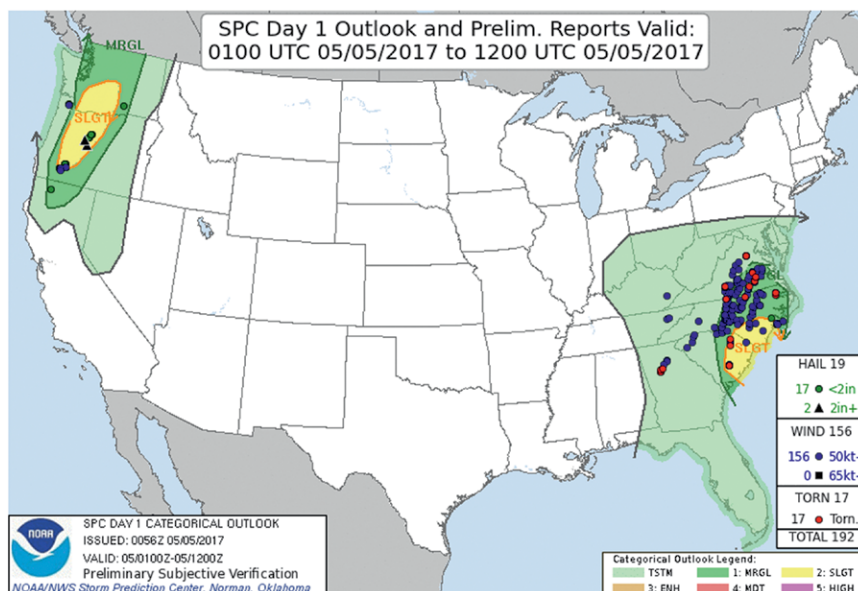 SPC Day 1 Outlook and Prelim. Reports Valid:
0100 UTC 05/05/2017 to 1200 UTC 05/05/2017
MRGL
SLGT
GL
SLGT
HAIL 19
17 <2in
2 2in+
WIND 156
156 50kt+
0 65kt+
TORN 17
17 Torn.
TOTAL 192
NOAA
SPC DAY 1 CATEGORICAL OUTLOOK
ISSUED: 0056Z 05/05/2017
VALID: 05/0100Z-05/1200Z
Preliminary Subjective Verification
NOAA/NWS Storm Prediction Center, Norman, Oklahoma
Categorical Outlook Legend:
TSTM 1: MRGL 2: SLGT
3: ENH 4: MDT 5: HIGH